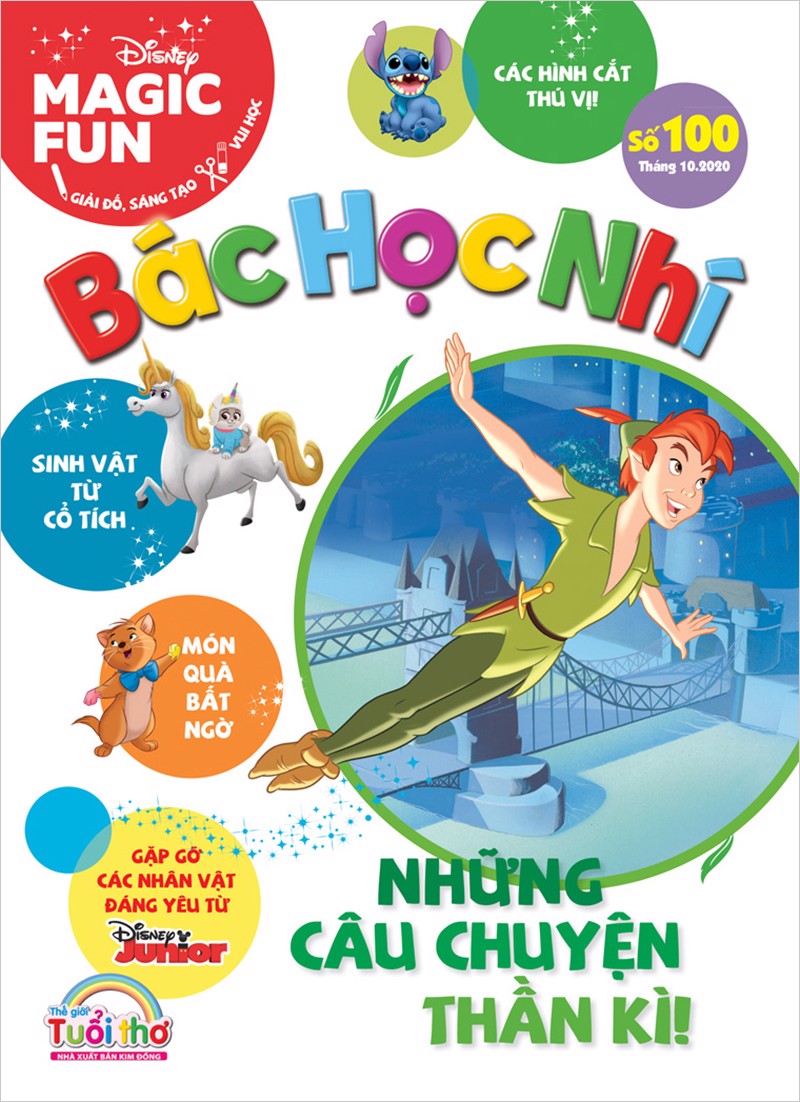 Disney
MAGIC
FUN
GIẢI ĐỐ, SÁNG TẠO
VUI HỌC
CÁC HÌNH CẮT
THÚ VỊ!
Số 100
Tháng 10.2020
Bác Học Nhí
SINH VẬT
TỪ
CỔ TÍCH
MÓN
QUÀ
BẤT
NGỜ
GẶP GỠ
CÁC NHÂN VẬT
ĐÁNG YÊU TỪ
Disney
Junior
NHỮNG
CÂU CHUYỆN
THẦN KÌ!
Thế giới
Tuổi thơ
NHÀ XUẤT BẢN KIM ĐỒNG